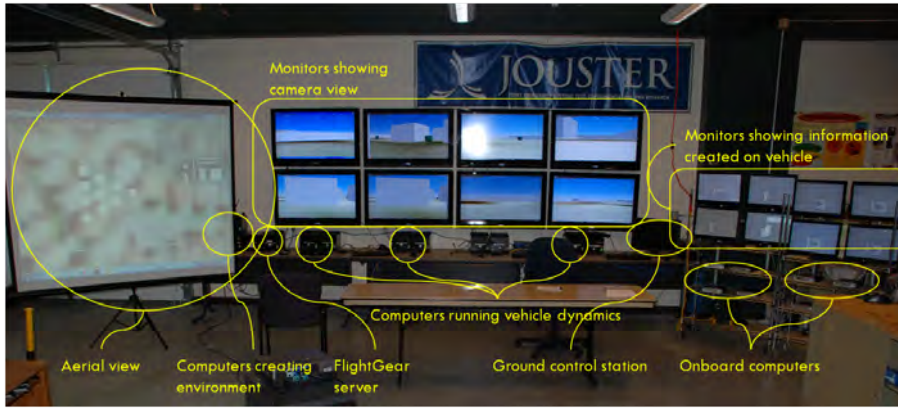 JOUSTER
Monitors showing
camera view
Monitors showing information
created on vehicle
Computers running vehicle dynamics
Aerial view
Computers creating
environment
FlightGear
server
Ground control station
Onboard computers